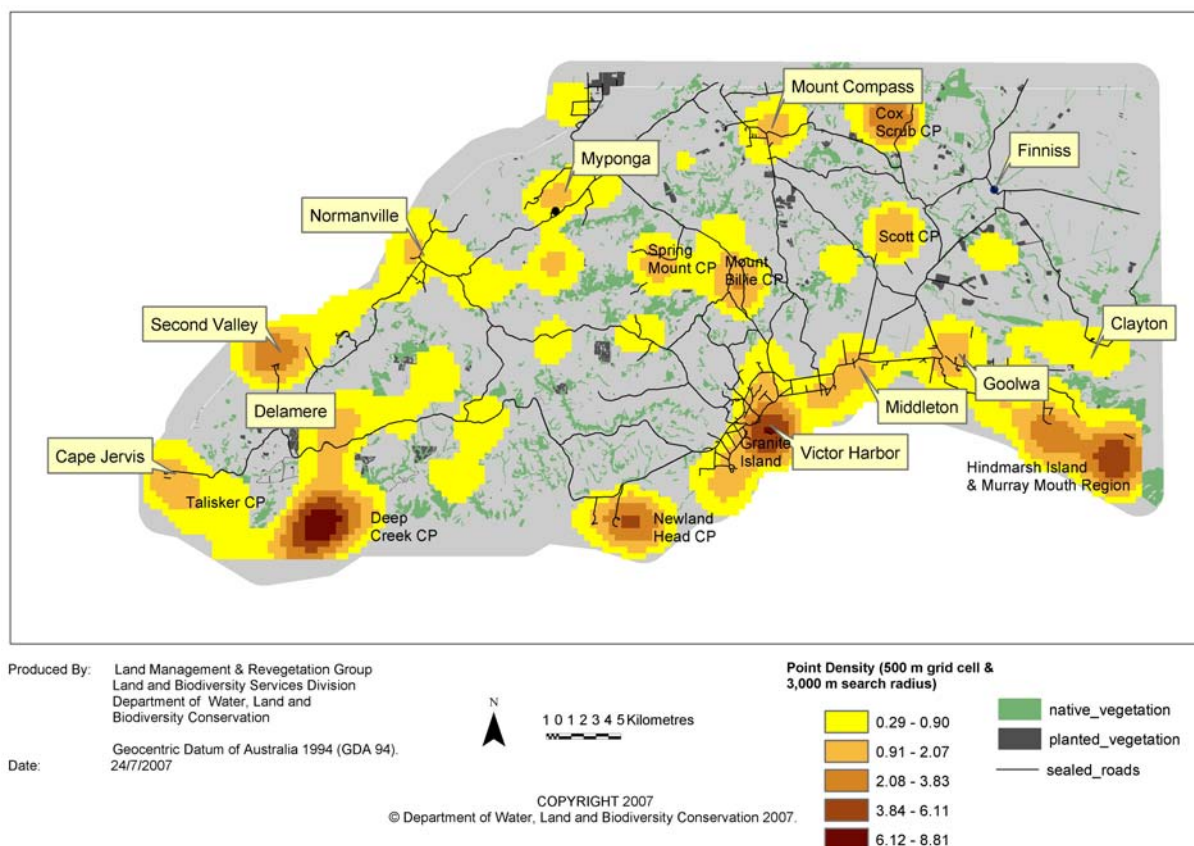 Mount Compass
Cox
Scrub CP
Finniss
Myponga
Normanville
Scott CP
Spring
Mount CP
Mount
Billie CP
Second Valley
Clayton
Goolwa
Delamere
Middleton
Victor Harbor
Granite
Island
Cape Jervis
Talisker CP
Hindmarsh Island
& Murray Mouth Region
Deep
Creek CP
Newland
Head CP
Produced By: Land Management & Revegetation Group
Land and Biodiversity Services Division
Department of Water, Land and
Biodiversity Conservation
Geocentric Datum of Australia 1994 (GDA 94).
Date: 24/7/2007
N
1 0 1 2 3 4 5 Kilometres
COPYRIGHT 2007
© Department of Water, Land and Biodiversity Conservation 2007.
Point Density (500 m grid cell &
3,000 m search radius)
0.29 - 0.90
0.91 - 2.07
2.08 - 3.83
3.84 - 6.11
6.12 - 8.81
native_vegetation
planted_vegetation
sealed_roads